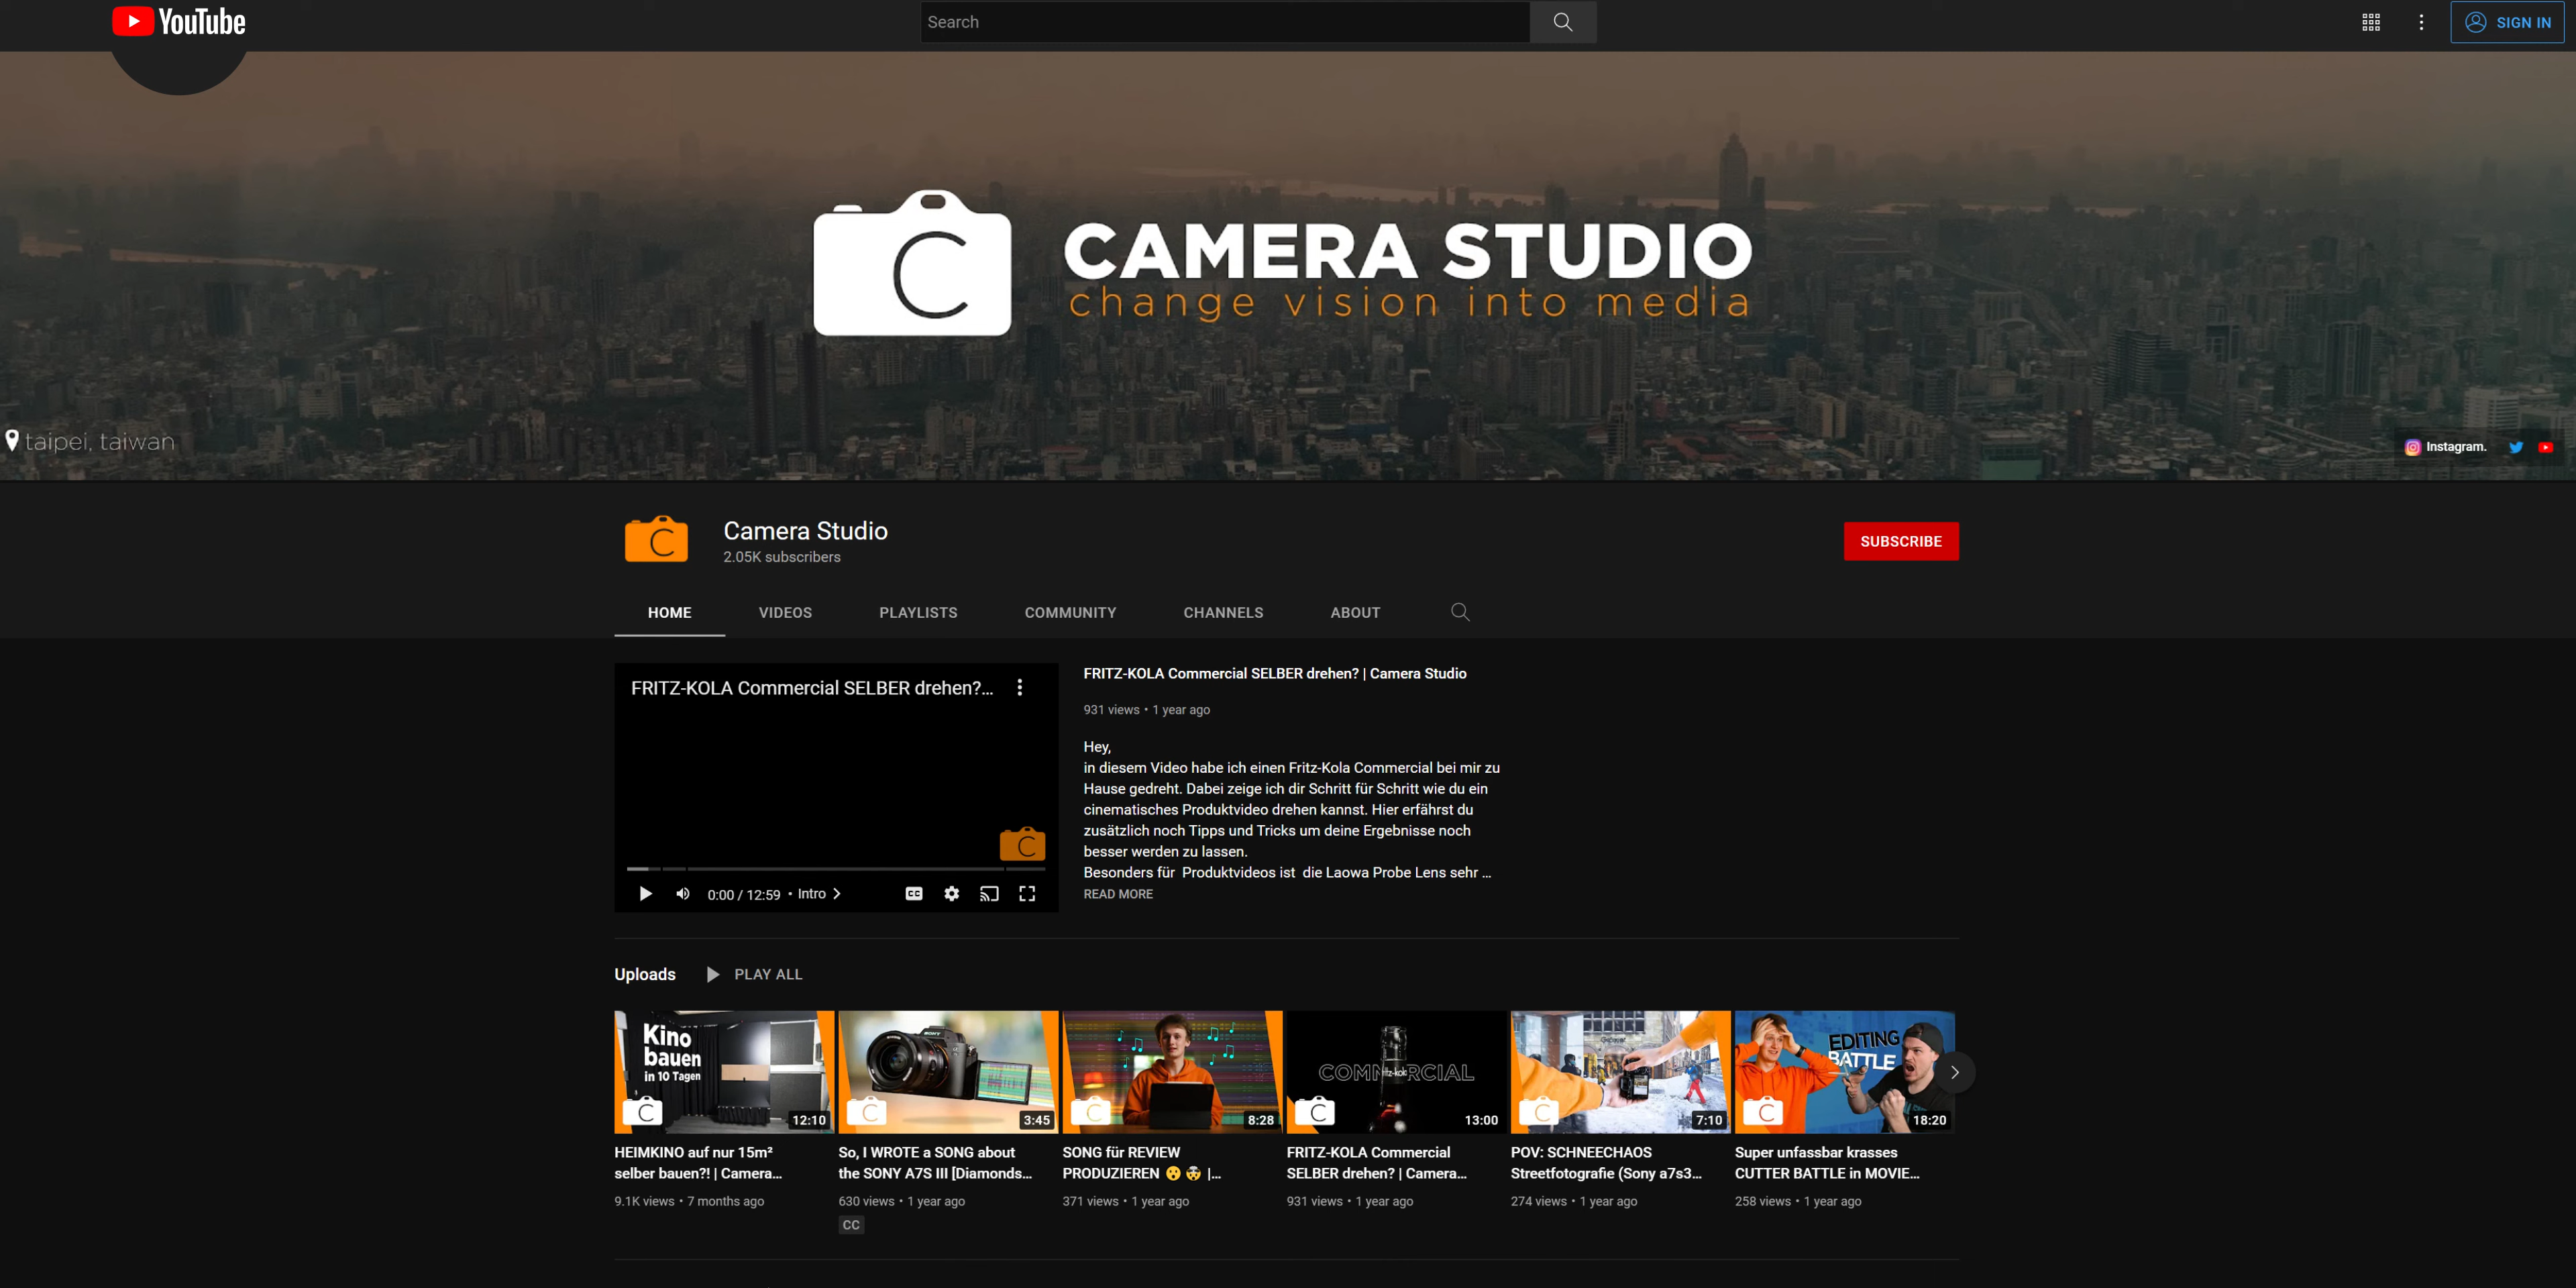 YouTube
Search
SIGN IN
C
CAMERA STUDIO
change vision into media
taipei, taiwan
Instagram.
C
Camera Studio
2.05K subscribers
SUBSCRIBE
HOME
VIDEOS
PLAYLISTS
COMMUNITY
CHANNELS
ABOUT
FRITZ-KOLA Commercial SELBER drehen?...
C
0:00 / 12:59 • Intro
CC
FRITZ-KOLA Commercial SELBER drehen? | Camera Studio
931 views • 1 year ago
Hey,
in diesem Video habe ich einen Fritz-Kola Commercial bei mir zu
Hause gedreht. Dabei zeige ich dir Schritt für Schritt wie du ein
cinematisches Produktvideo drehen kannst. Hier erfährst du
zusätzlich noch Tipps und Tricks um deine Ergebnisse noch
besser werden zu lassen.
Besonders für Produktvideos ist die Laowa Probe Lens sehr ...
READ MORE
Uploads
PLAY ALL
Kino
bauen
in 10 Tagen
C
12:10
HEIMKINO auf nur 15m² 
selber bauen?! | Camera...
9.1K views • 7 months ago
SONY
C
3:45
So, I WROTE a SONG about
the SONY A7S III [Diamonds...
630 views • 1 year ago
CC
C
8:28
SONG für REVIEW
PRODUZIEREN 😮 🤯 |...
371 views • 1 year ago
COMMERCIAL
fritz-kola
C
13:00
FRITZ-KOLA Commercial
SELBER drehen? | Camera...
931 views • 1 year ago
C
7:10
POV: SCHNEECHAOS
Streetfotografie (Sony a7s3...
274 views • 1 year ago
EDITING
BATTLE
C
18:20
Super unfassbar krasses
CUTTER BATTLE in MOVIE...
258 views • 1 year ago